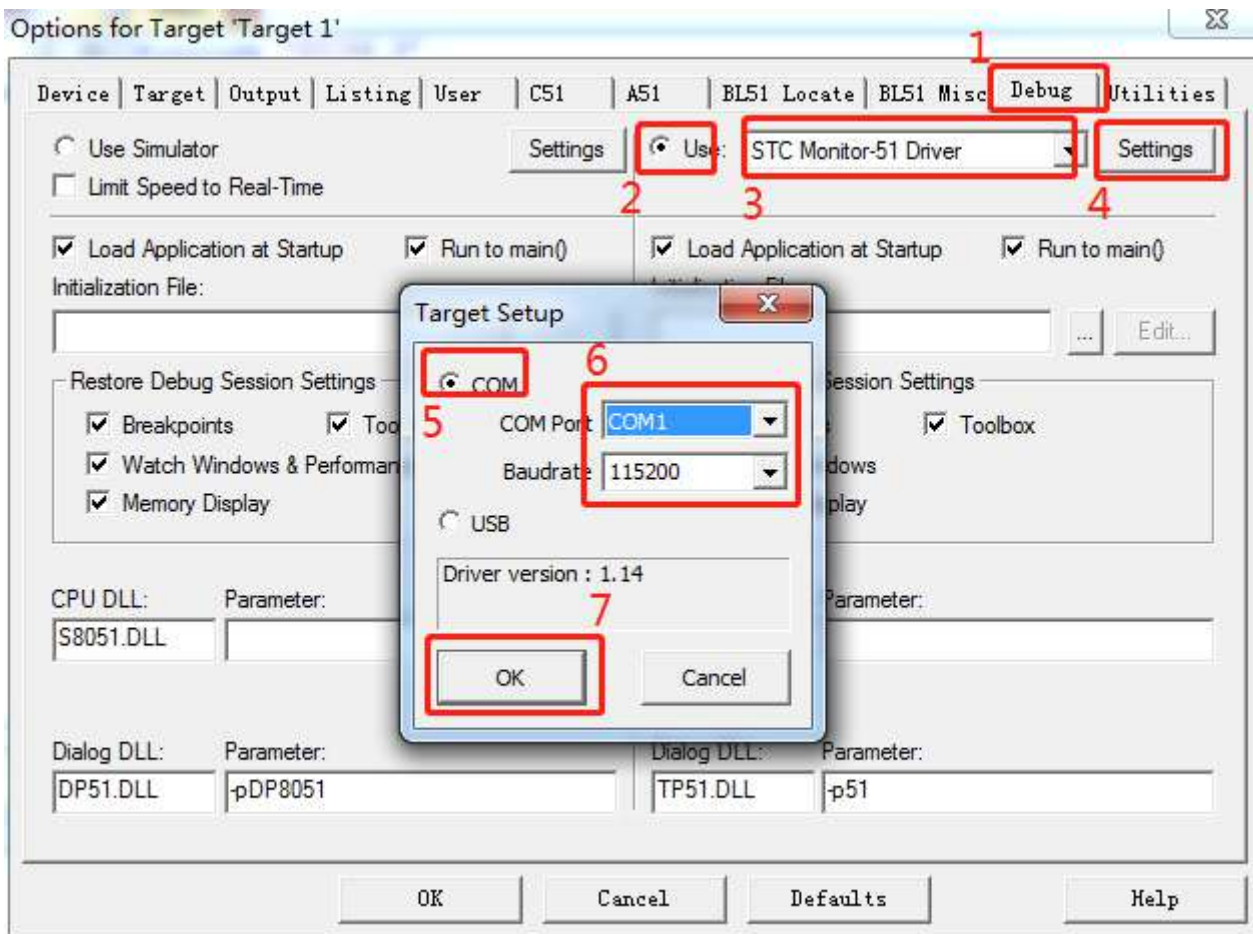 Options for Target 'Target 1'
1
Device Target Output Listing User C51 A51 BL51 Locate BL51 Misc Debug Utilities
Use Simulator Settings Use: STC Monitor-51 Driver Settings
Limit Speed to Real-Time
2 3 4
Load Application at Startup Run to main() Load Application at Startup Run to main()
Initialization File:
... Edit...
Target Setup
Restore Debug Session Settings Session Settings
Breakpoints Toolbox
Watch Windows &
Memory Display
5 COM
6
COM Port COM1
Baudrate 115200
USB
Driver version : 1.14
7
OK Cancel
CPU DLL: Parameter: Parameter:
S8051.DLL
Dialog DLL: Parameter: Dialog DLL: Parameter:
DP51.DLL -pDP8051 TP51.DLL -p51
OK Cancel Defaults Help